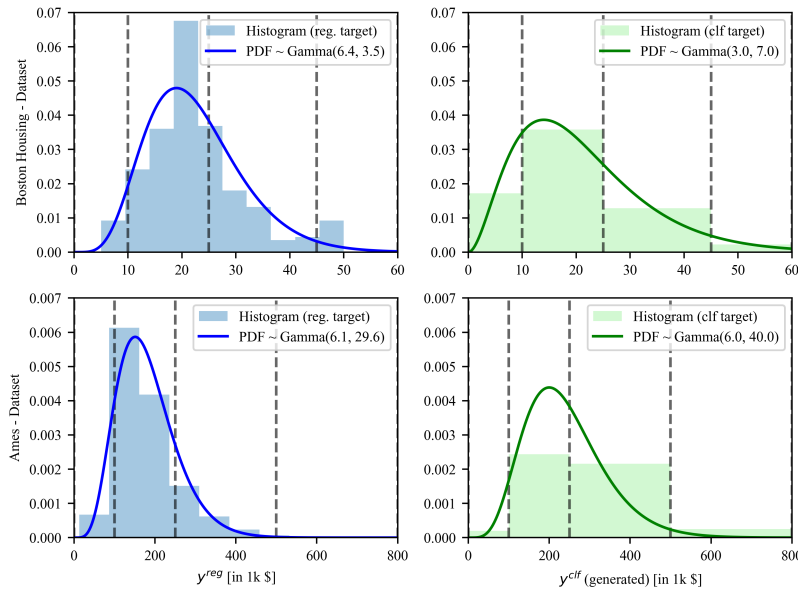 Histogram (reg. target)
PDF ~ Gamma(6.4, 3.5)
Boston Housing - Dataset
0.07
0.06
0.05
0.04
0.03
0.02
0.01
0.00
0 10 20 30 40 50 60
Histogram (clf target)
PDF ~ Gamma(3.0, 7.0)
0.07
0.06
0.05
0.04
0.03
0.02
0.01
0.00
0 10 20 30 40 50 60
Histogram (reg. target)
PDF ~ Gamma(6.1, 29.6)
Ames - Dataset
0.007
0.006
0.005
0.004
0.003
0.002
0.001
0.000
0 200 400 600 800
y^reg [in 1k $]
Histogram (clf target)
PDF ~ Gamma(6.0, 40.0)
0.007
0.006
0.005
0.004
0.003
0.002
0.001
0.000
0 200 400 600 800
y^clf (generated) [in 1k $]